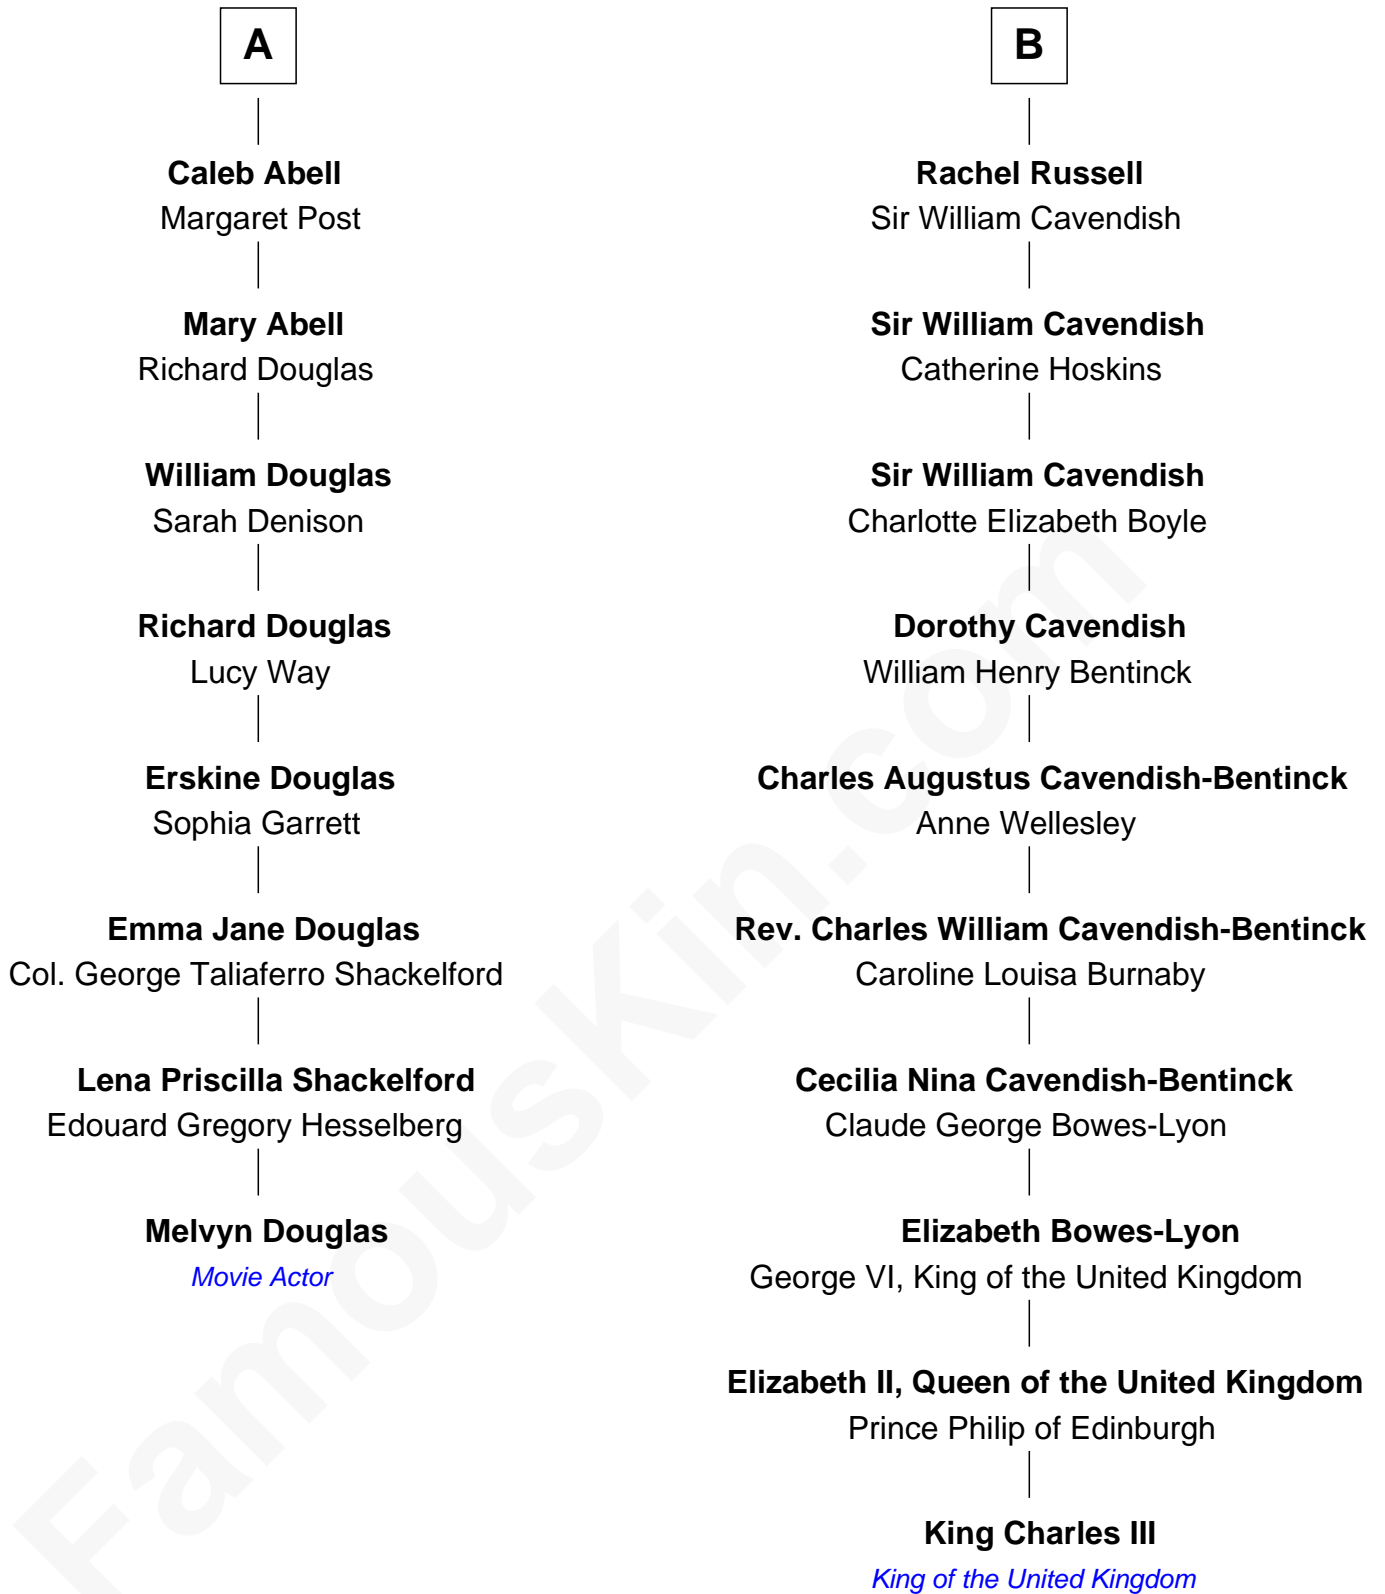 A
Caleb Abell
Margaret Post
Mary Abell
Richard Douglas
William Douglas
Sarah Denison
Richard Douglas
Lucy Way
Erskine Douglas
Sophia Garrett
Emma Jane Douglas
Col. George Taliaferro Shackelford
Lena Priscilla Shackelford
Edouard Gregory Hesselberg
Melvyn Douglas
Movie Actor
B
Rachel Russell
Sir William Cavendish
Sir William Cavendish
Catherine Hoskins
Sir William Cavendish
Charlotte Elizabeth Boyle
Dorothy Cavendish
William Henry Bentinck
Charles Augustus Cavendish-Bentinck
Anne Wellesley
Rev. Charles William Cavendish-Bentinck
Caroline Louisa Burnaby
Cecilia Nina Cavendish-Bentinck
Claude George Bowes-Lyon
Elizabeth Bowes-Lyon
George VI, King of the United Kingdom
Elizabeth II, Queen of the United Kingdom
Prince Philip of Edinburgh
King Charles III
King of the United Kingdom
FamousKin.com